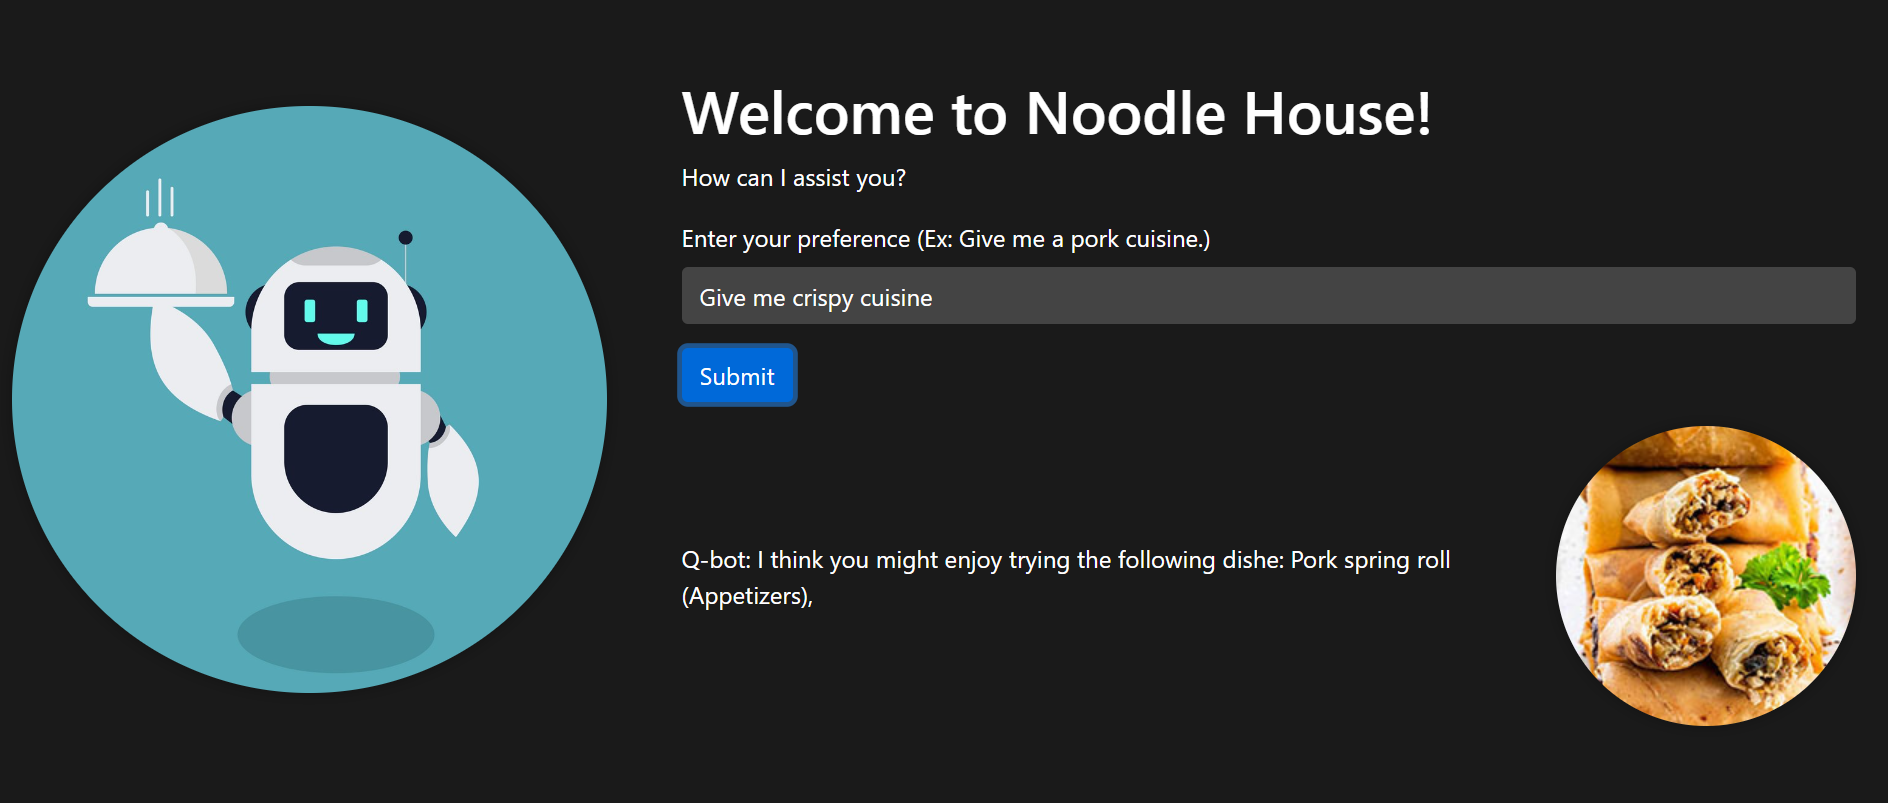 Welcome to Noodle House!
How can I assist you?
Enter your preference (Ex: Give me a pork cuisine.)
Give me crispy cuisine
Submit
Q-bot: I think you might enjoy trying the following dishe: Pork spring roll
(Appetizers),